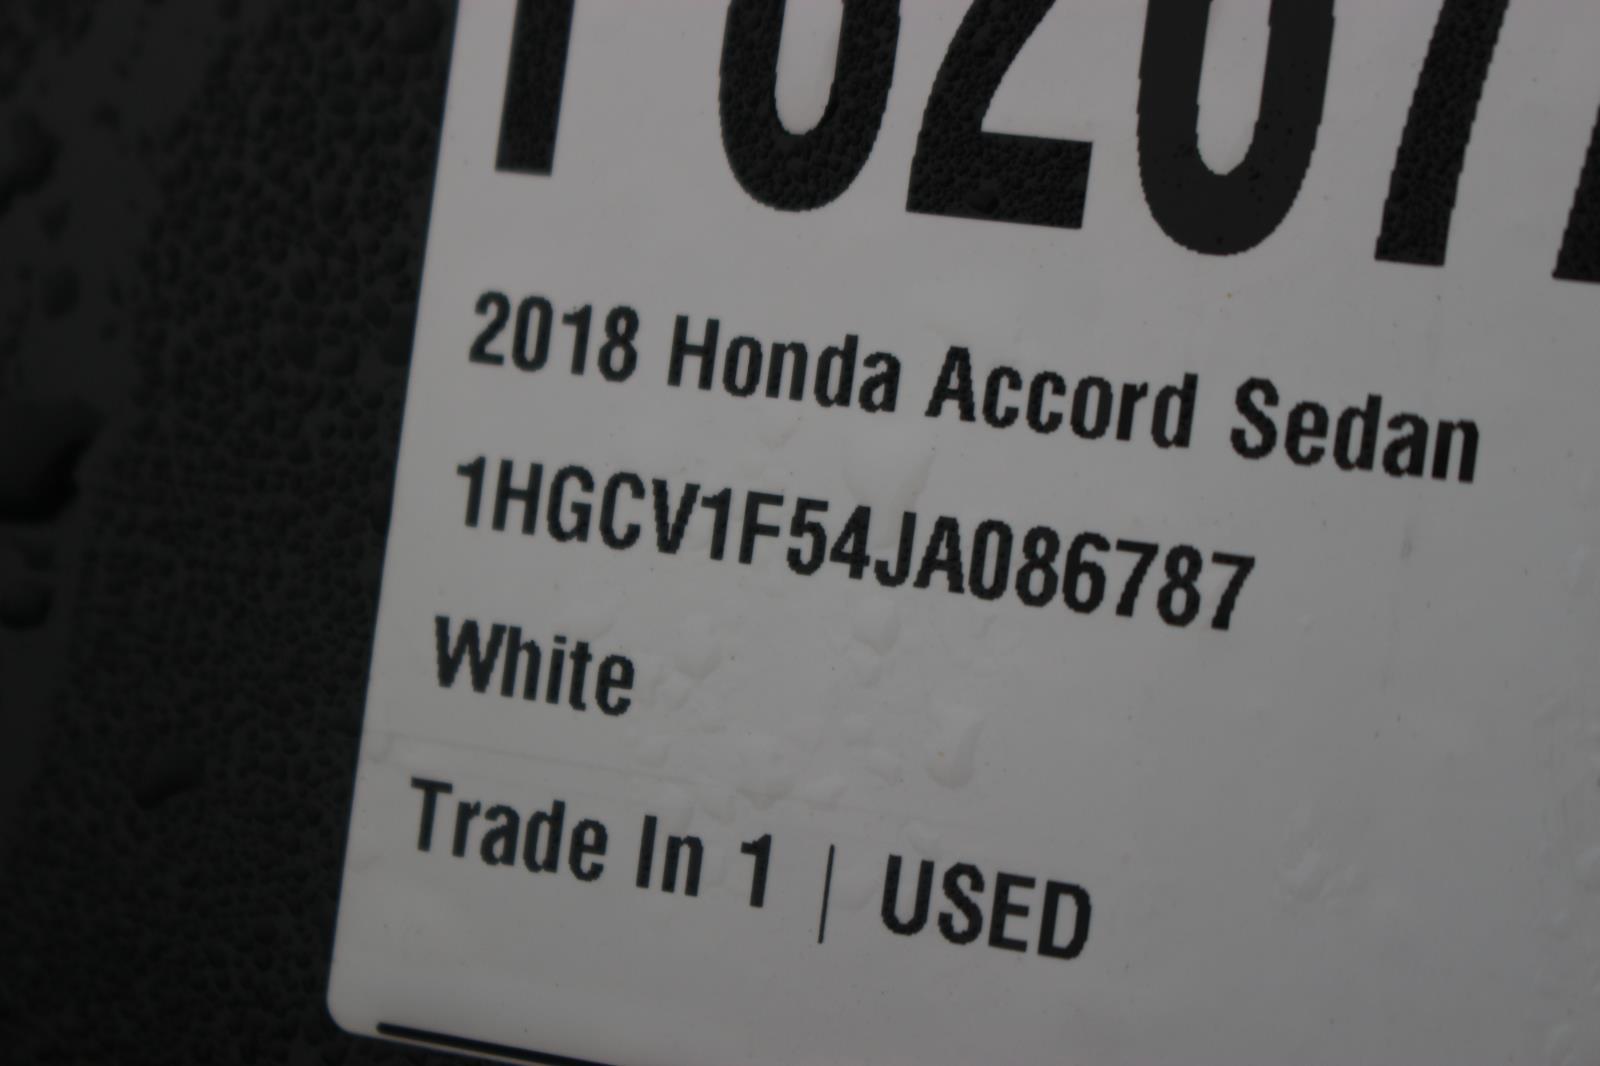 2018 Honda Accord Sedan
1HGCV1F54JA086787
White
Trade In 1 | USED